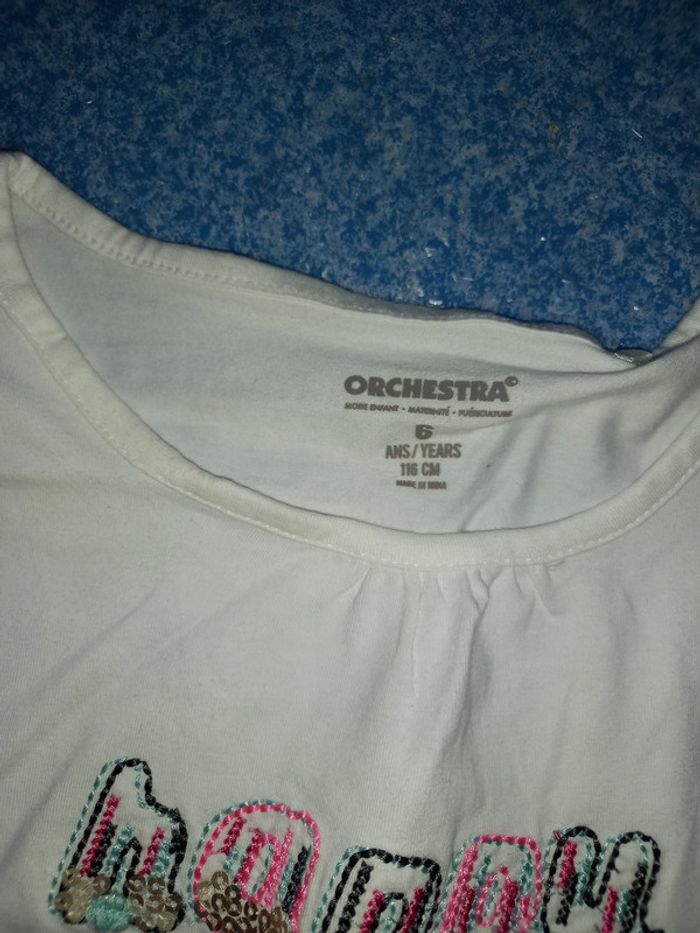 ORCHESTRA©
MODE ENFANT • MATERNITÉ • PUÉRICULTURE
6
ANS/YEARS
116 CM
MADE IN INDIA